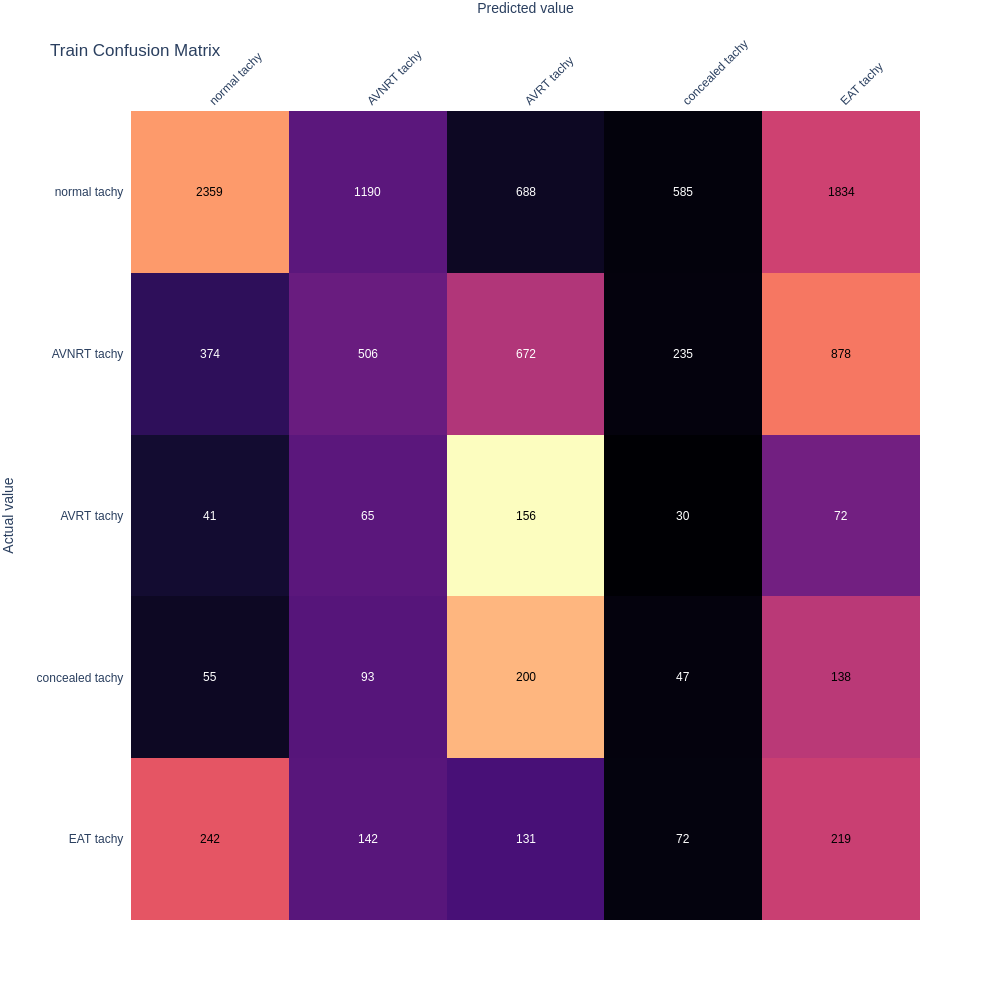 Predicted value
Train Confusion Matrix
normal tachy
AVNRT tachy
AVRT tachy
concealed tachy
EAT tachy
Actual value
normal tachy 2359 1190 688 585 1834
AVNRT tachy 374 506 672 235 878
AVRT tachy 41 65 156 30 72
concealed tachy 55 93 200 47 138
EAT tachy 242 142 131 72 219